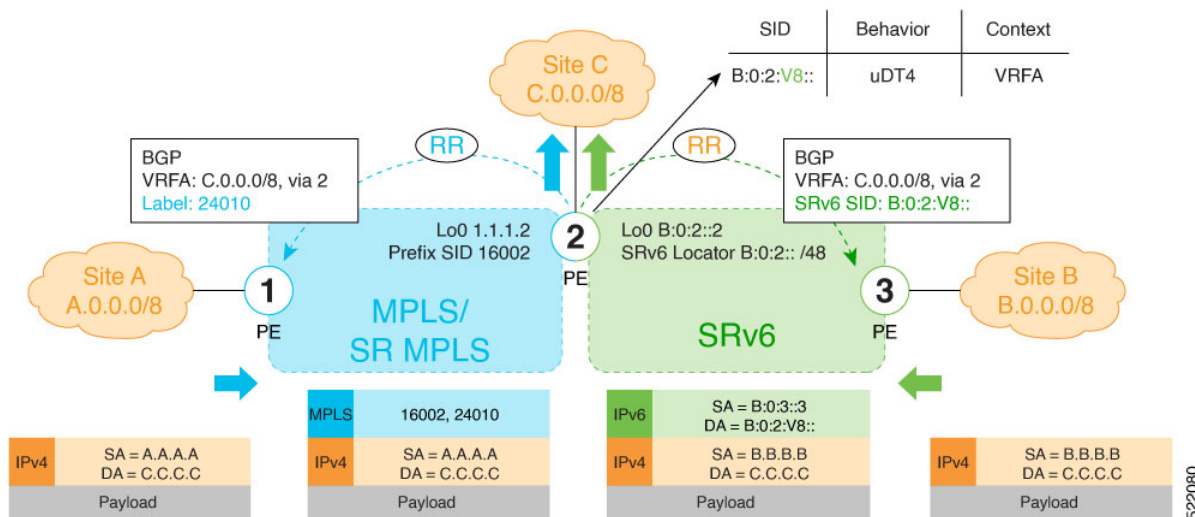 SID Behavior Context
B:0:2:V8:: uDT4 VRFA
Site C
C.0.0.0/8
RR
RR
BGP
VRFA: C.0.0.0/8, via 2
Label: 24010
BGP
VRFA: C.0.0.0/8, via 2
SRv6 SID: B:0:2:V8::
Lo0 1.1.1.2
Prefix SID 16002
2
PE
Lo0 B:0:2::2
SRv6 Locator B:0:2:: /48
Site A
A.0.0.0/8
1
PE
MPLS/
SR MPLS
SRv6
3
PE
Site B
B.0.0.0/8
MPLS 16002, 24010
IPv6 SA = B:0:3::3
DA = B:0:2:V8::
IPv4 SA = A.A.A.A
DA = C.C.C.C
Payload
IPv4 SA = A.A.A.A
DA = C.C.C.C
Payload
IPv4 SA = B.B.B.B
DA = C.C.C.C
Payload
IPv4 SA = B.B.B.B
DA = C.C.C.C
Payload
522080